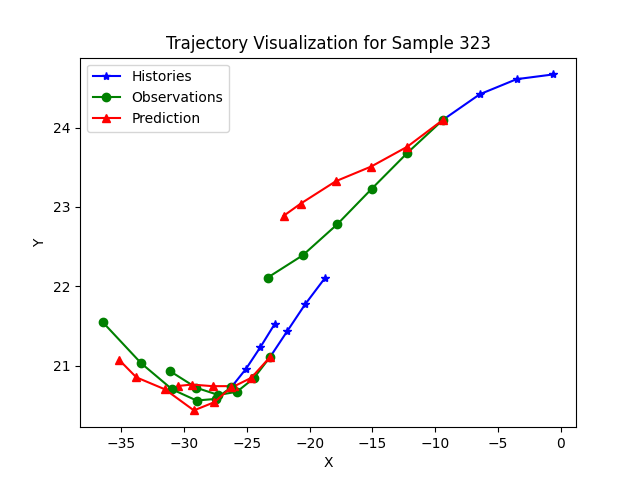 Trajectory Visualization for Sample 323
Histories
Observations
Prediction
24
23
22
21
Y
−35 −30 −25 −20 −15 −10 −5 0
X